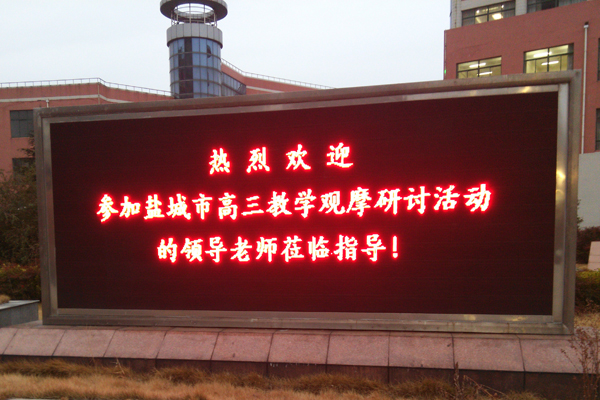 热烈欢迎
参加盐城市高三教学观摩研讨活动
的领导老师莅临指导！